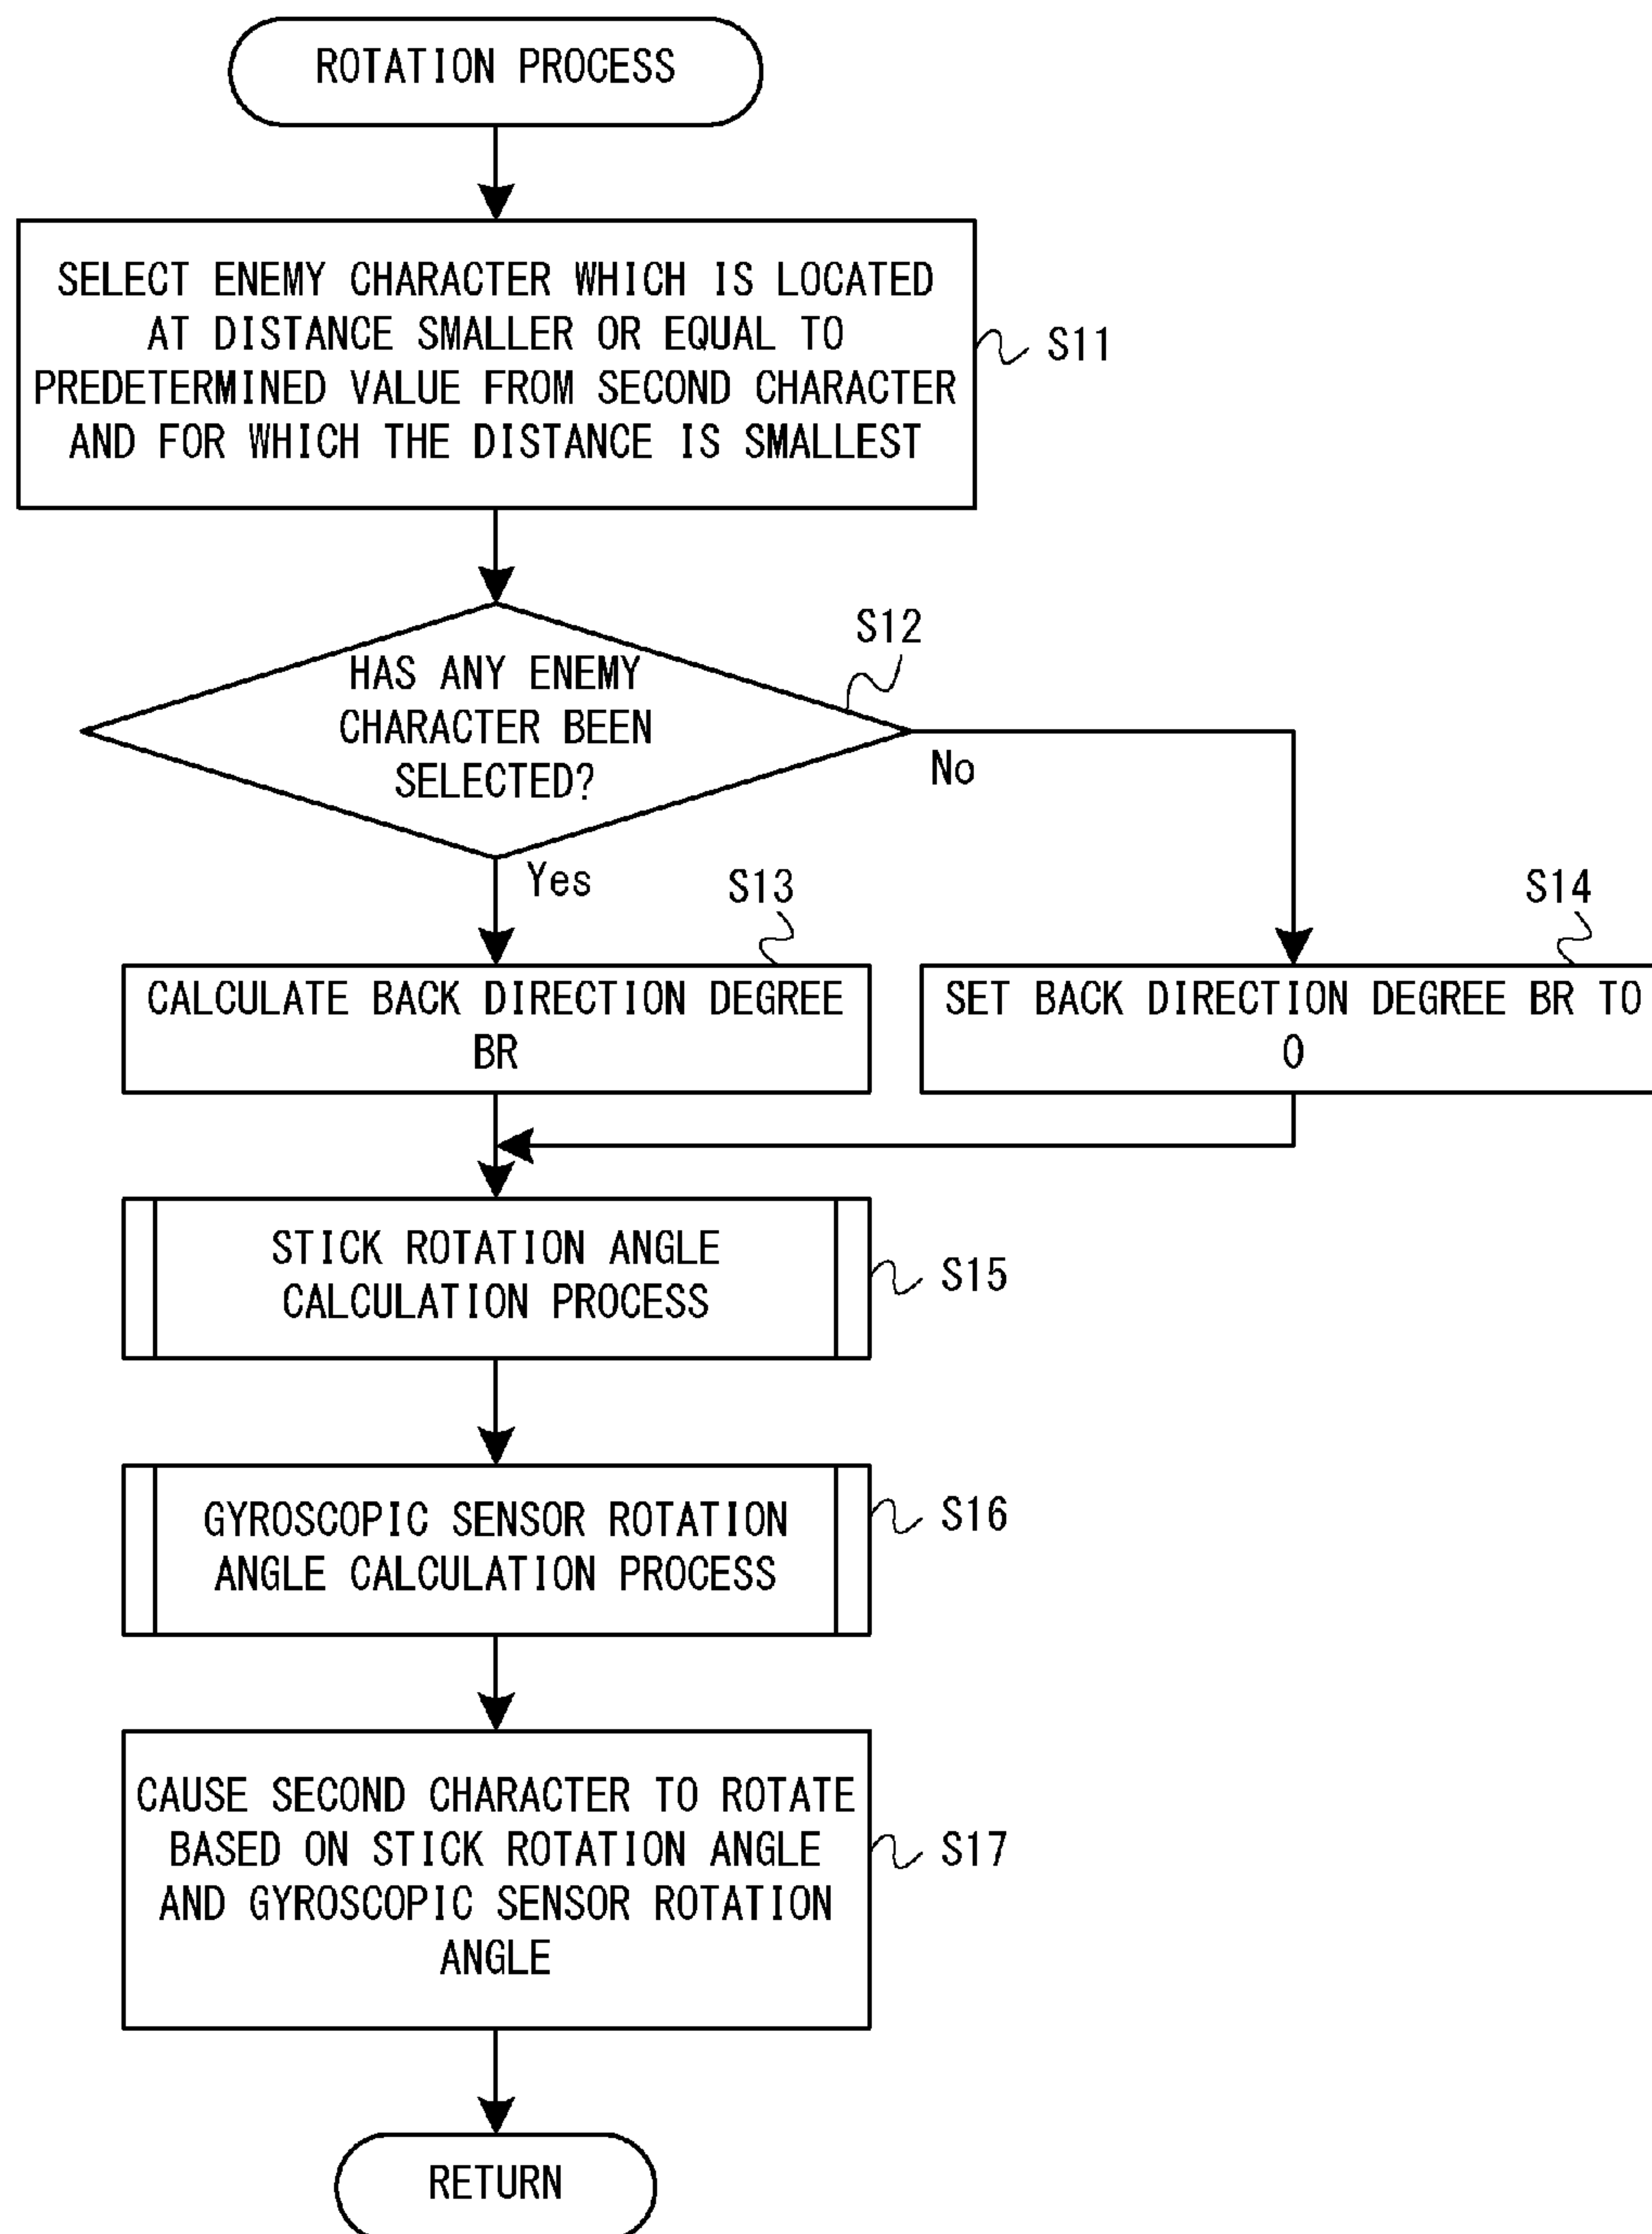 ROTATION PROCESS
SELECT ENEMY CHARACTER WHICH IS LOCATED
AT DISTANCE SMALLER OR EQUAL TO
PREDETERMINED VALUE FROM SECOND CHARACTER
AND FOR WHICH THE DISTANCE IS SMALLEST
S11
S12
HAS ANY ENEMY
CHARACTER BEEN
SELECTED?
No
Yes
S13
S14
CALCULATE BACK DIRECTION DEGREE
BR
SET BACK DIRECTION DEGREE BR TO
0
STICK ROTATION ANGLE
CALCULATION PROCESS
S15
GYROSCOPIC SENSOR ROTATION
ANGLE CALCULATION PROCESS
S16
CAUSE SECOND CHARACTER TO ROTATE
BASED ON STICK ROTATION ANGLE
AND GYROSCOPIC SENSOR ROTATION
ANGLE
S17
RETURN